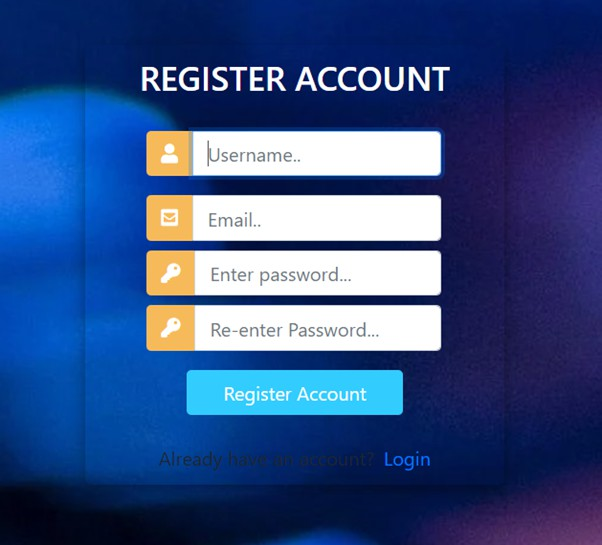 REGISTER ACCOUNT
Username..
Email..
Enter password...
Re-enter Password...
Register Account
Already have an account? Login